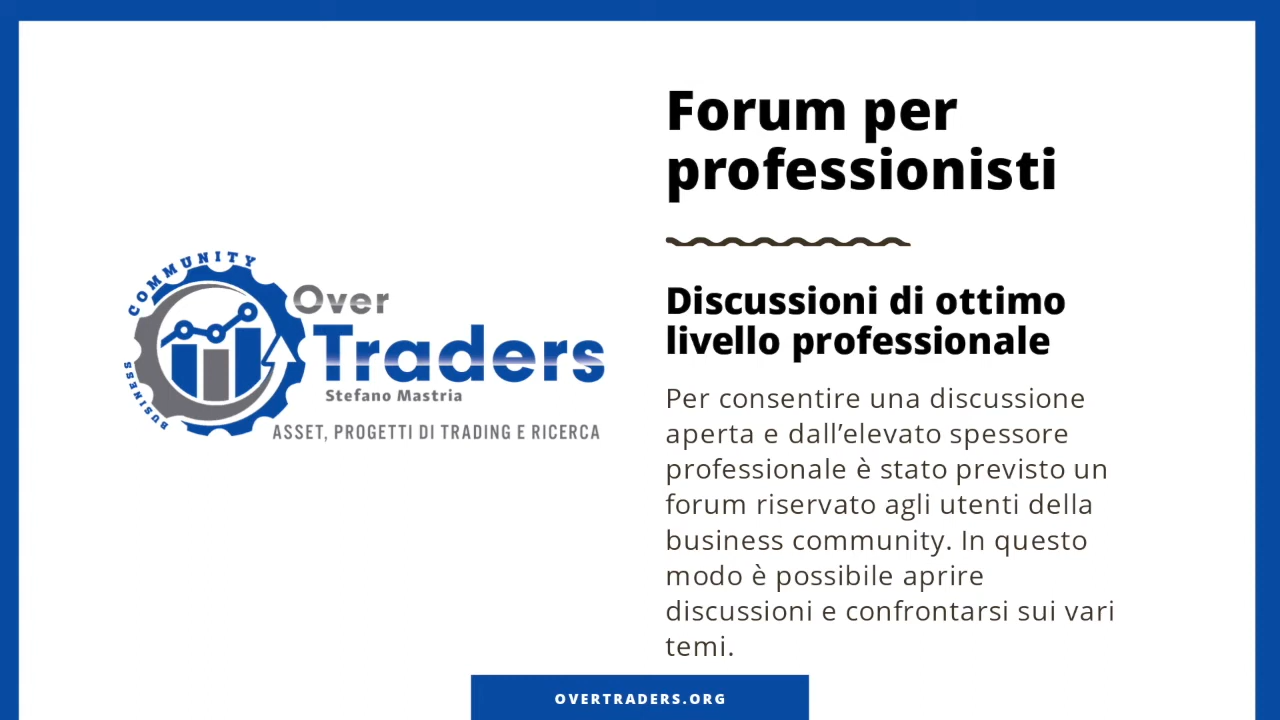 COMMUNITY
BUSINESS
Over
Traders
Stefano Mastria
ASSET, PROGETTI DI TRADING E RICERCA
Forum per
professionisti
Discussioni di ottimo
livello professionale
Per consentire una discussione
aperta e dall’elevato spessore
professionale è stato previsto un
forum riservato agli utenti della
business community. In questo
modo è possibile aprire
discussioni e confrontarsi sui vari
temi.
OVERTRADERS.ORG